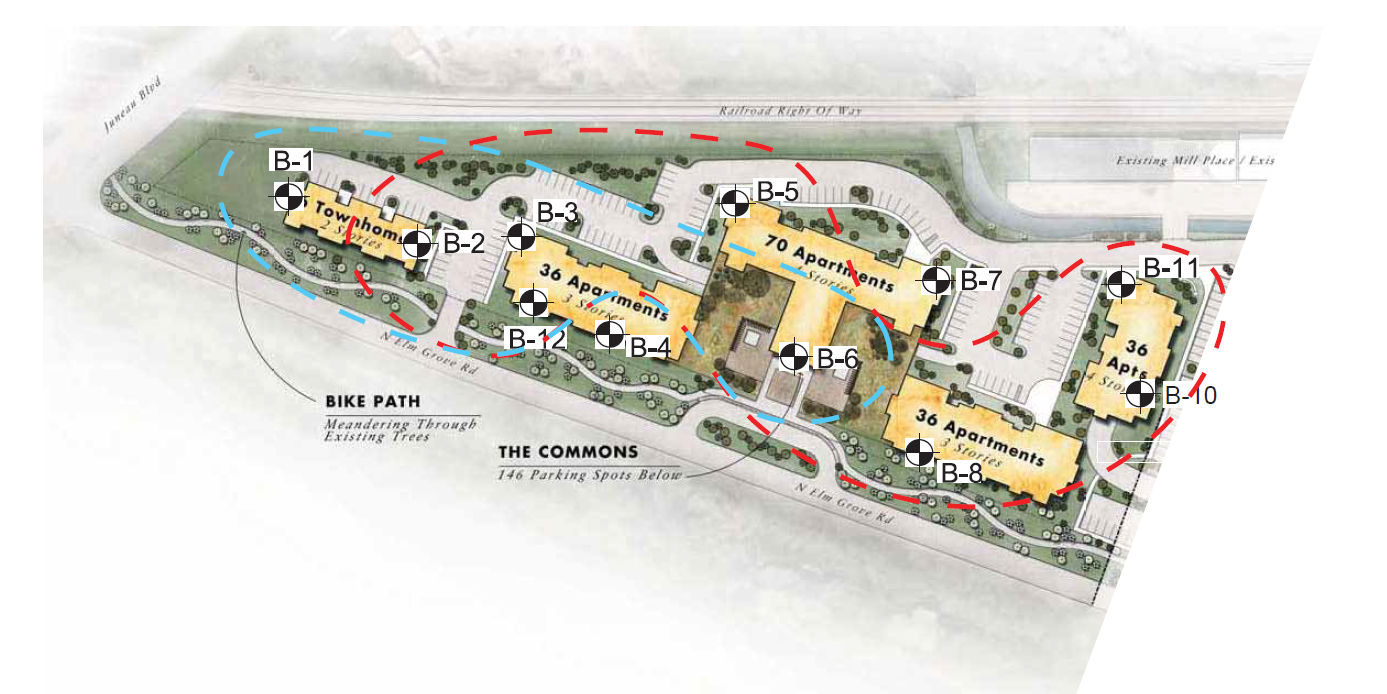 Juneau Blvd
Railroad Right Of Way
Existing Mill Place / Exis
B-1
B-2
B-3
B-5
B-7
B-11
Townhom
2 Stories
36 Apartments
3 Stories
70 Apartments
Stories
B-12
B-4
B-6
36
Apts
4 Sto
B-10
36 Apartments
3 Stories
B-8
N Elm Grove Rd
BIKE PATH
Meandering Through
Existing Trees
THE COMMONS
146 Parking Spots Below
N Elm Grove Rd